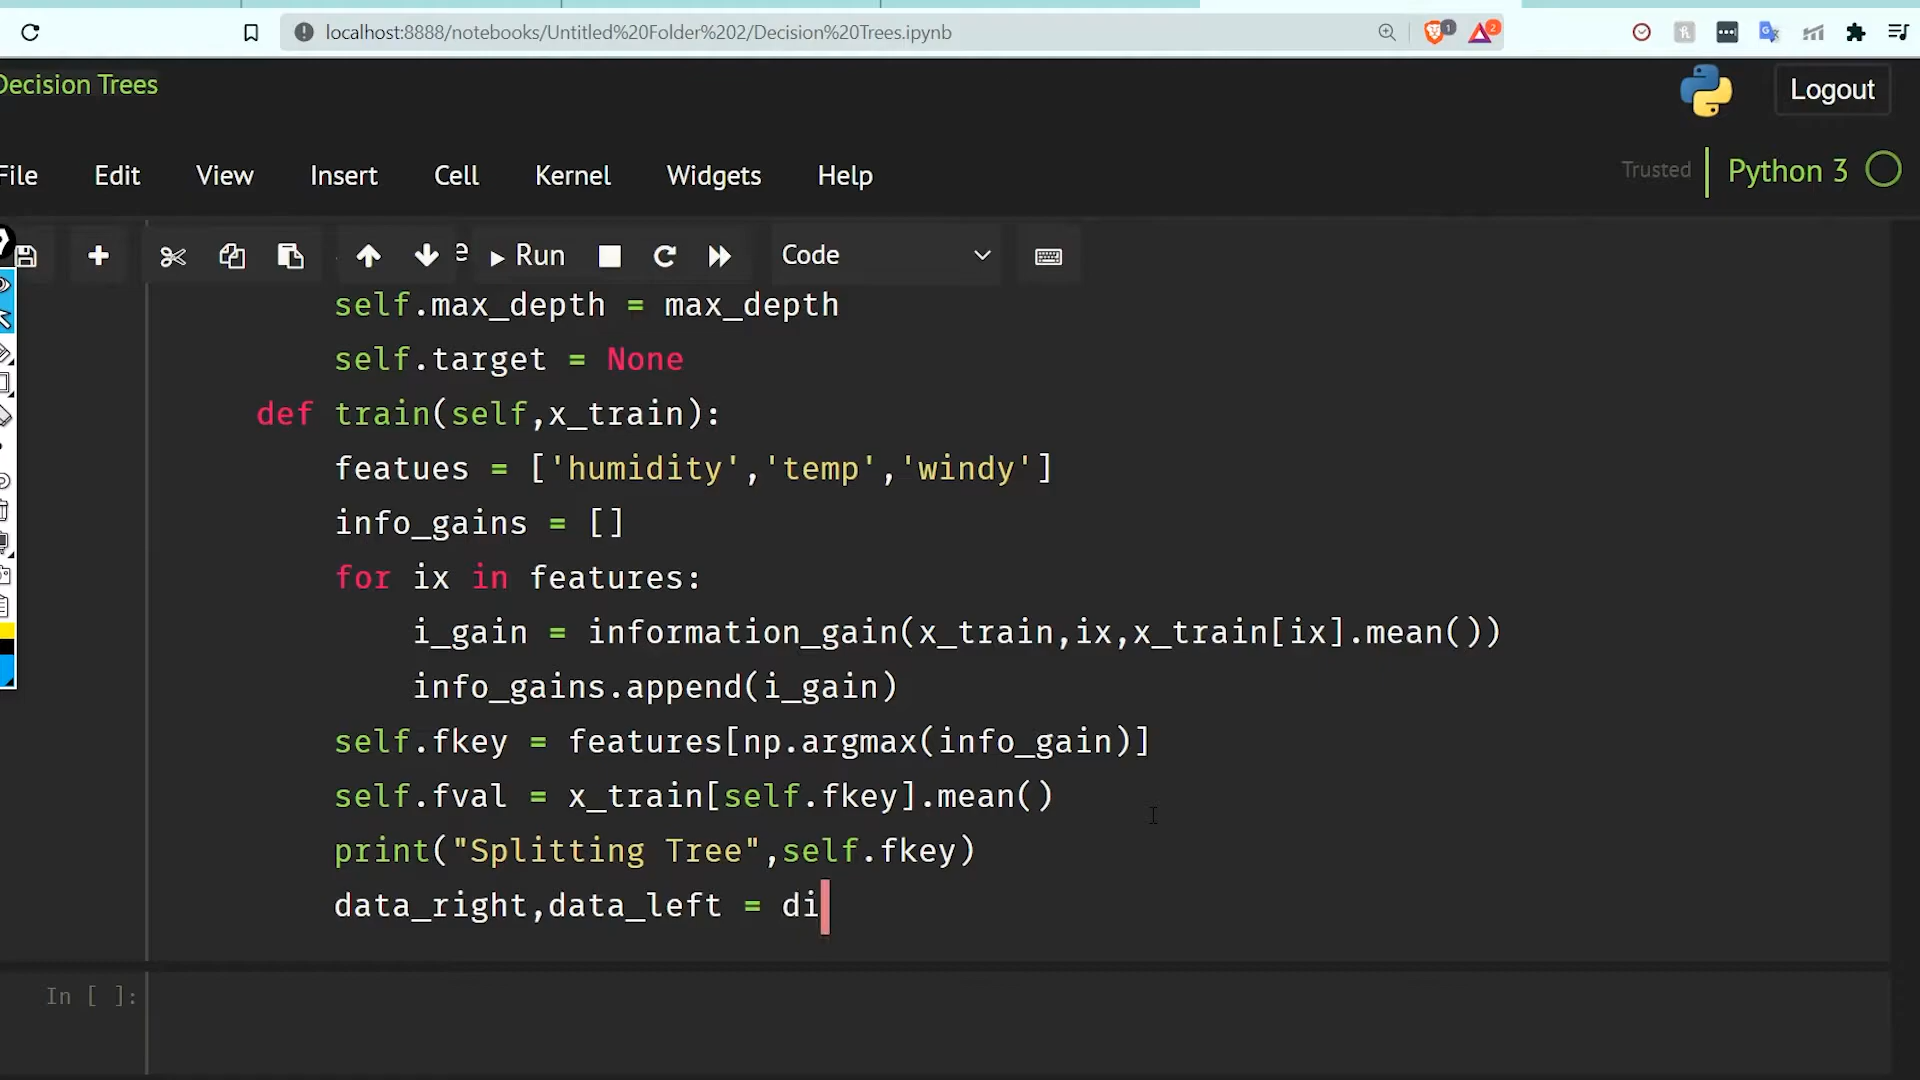 localhost:8888/notebooks/Untitled%20Folder%202/Decision%20Trees.ipynb
1
2
Decision Trees
Logout
File Edit View Insert Cell Kernel Widgets Help
Trusted
Python 3
e
Run
Code
self.max_depth = max_depth
self.target = None
def train(self,x_train):
featues = ['humidity','temp','windy']
info_gains = []
for ix in features:
i_gain = information_gain(x_train,ix,x_train[ix].mean())
info_gains.append(i_gain)
self.fkey = features[np.argmax(info_gain)]
self.fval = x_train[self.fkey].mean()
print("Splitting Tree",self.fkey)
data_right,data_left = di
In [ ]: